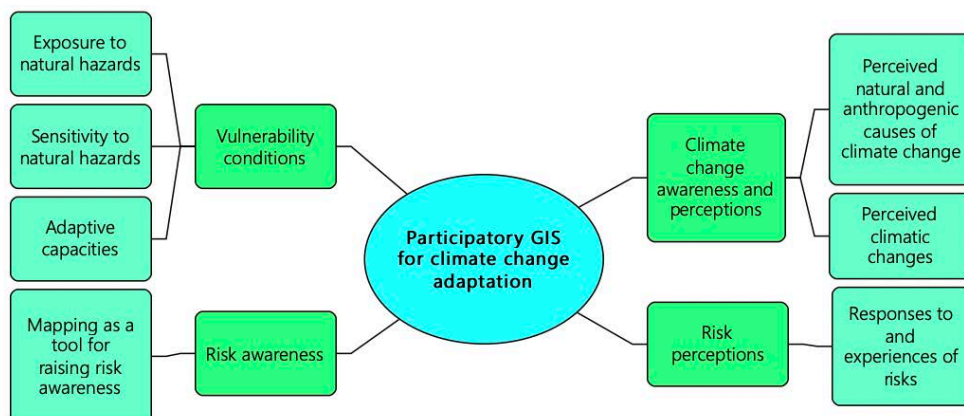 Exposure to
natural hazards
Sensitivity to
natural hazards
Adaptive
capacities
Mapping as a
tool for
raising risk
awareness
Vulnerability
conditions
Risk awareness
Participatory GIS
for climate change
adaptation
Climate
change
awareness and
perceptions
Risk
perceptions
Perceived
natural and
anthropogenic
causes of
climate change
Perceived
climatic
changes
Responses to
and
experiences of
risks